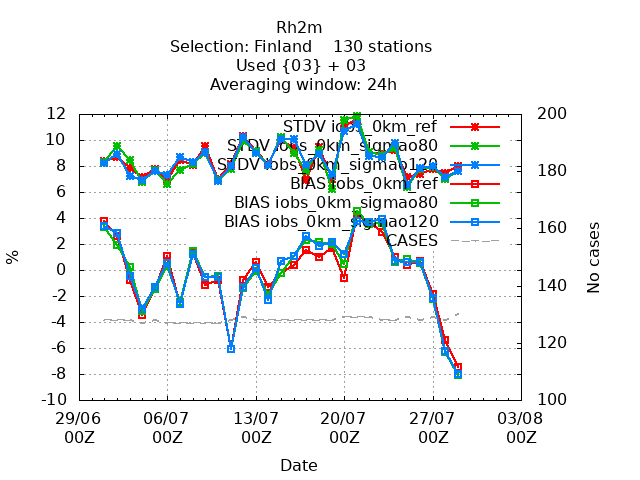 Rh2m
Selection: Finland 130 stations
Used {03} + 03
Averaging window: 24h
STDV iobs_0km_ref
STDV iobs_0km_sigmao80
STDV iobs_0km_sigmao120
BIAS iobs_0km_ref
BIAS iobs_0km_sigmao80
BIAS iobs_0km_sigmao120
CASES
12
10
8
6
4
2
0
-2
-4
-6
-8
-10
%
200
180
160
140
120
100
No cases
29/06 06/07 13/07 20/07 27/07 03/08
00Z 00Z 00Z 00Z 00Z 00Z
Date